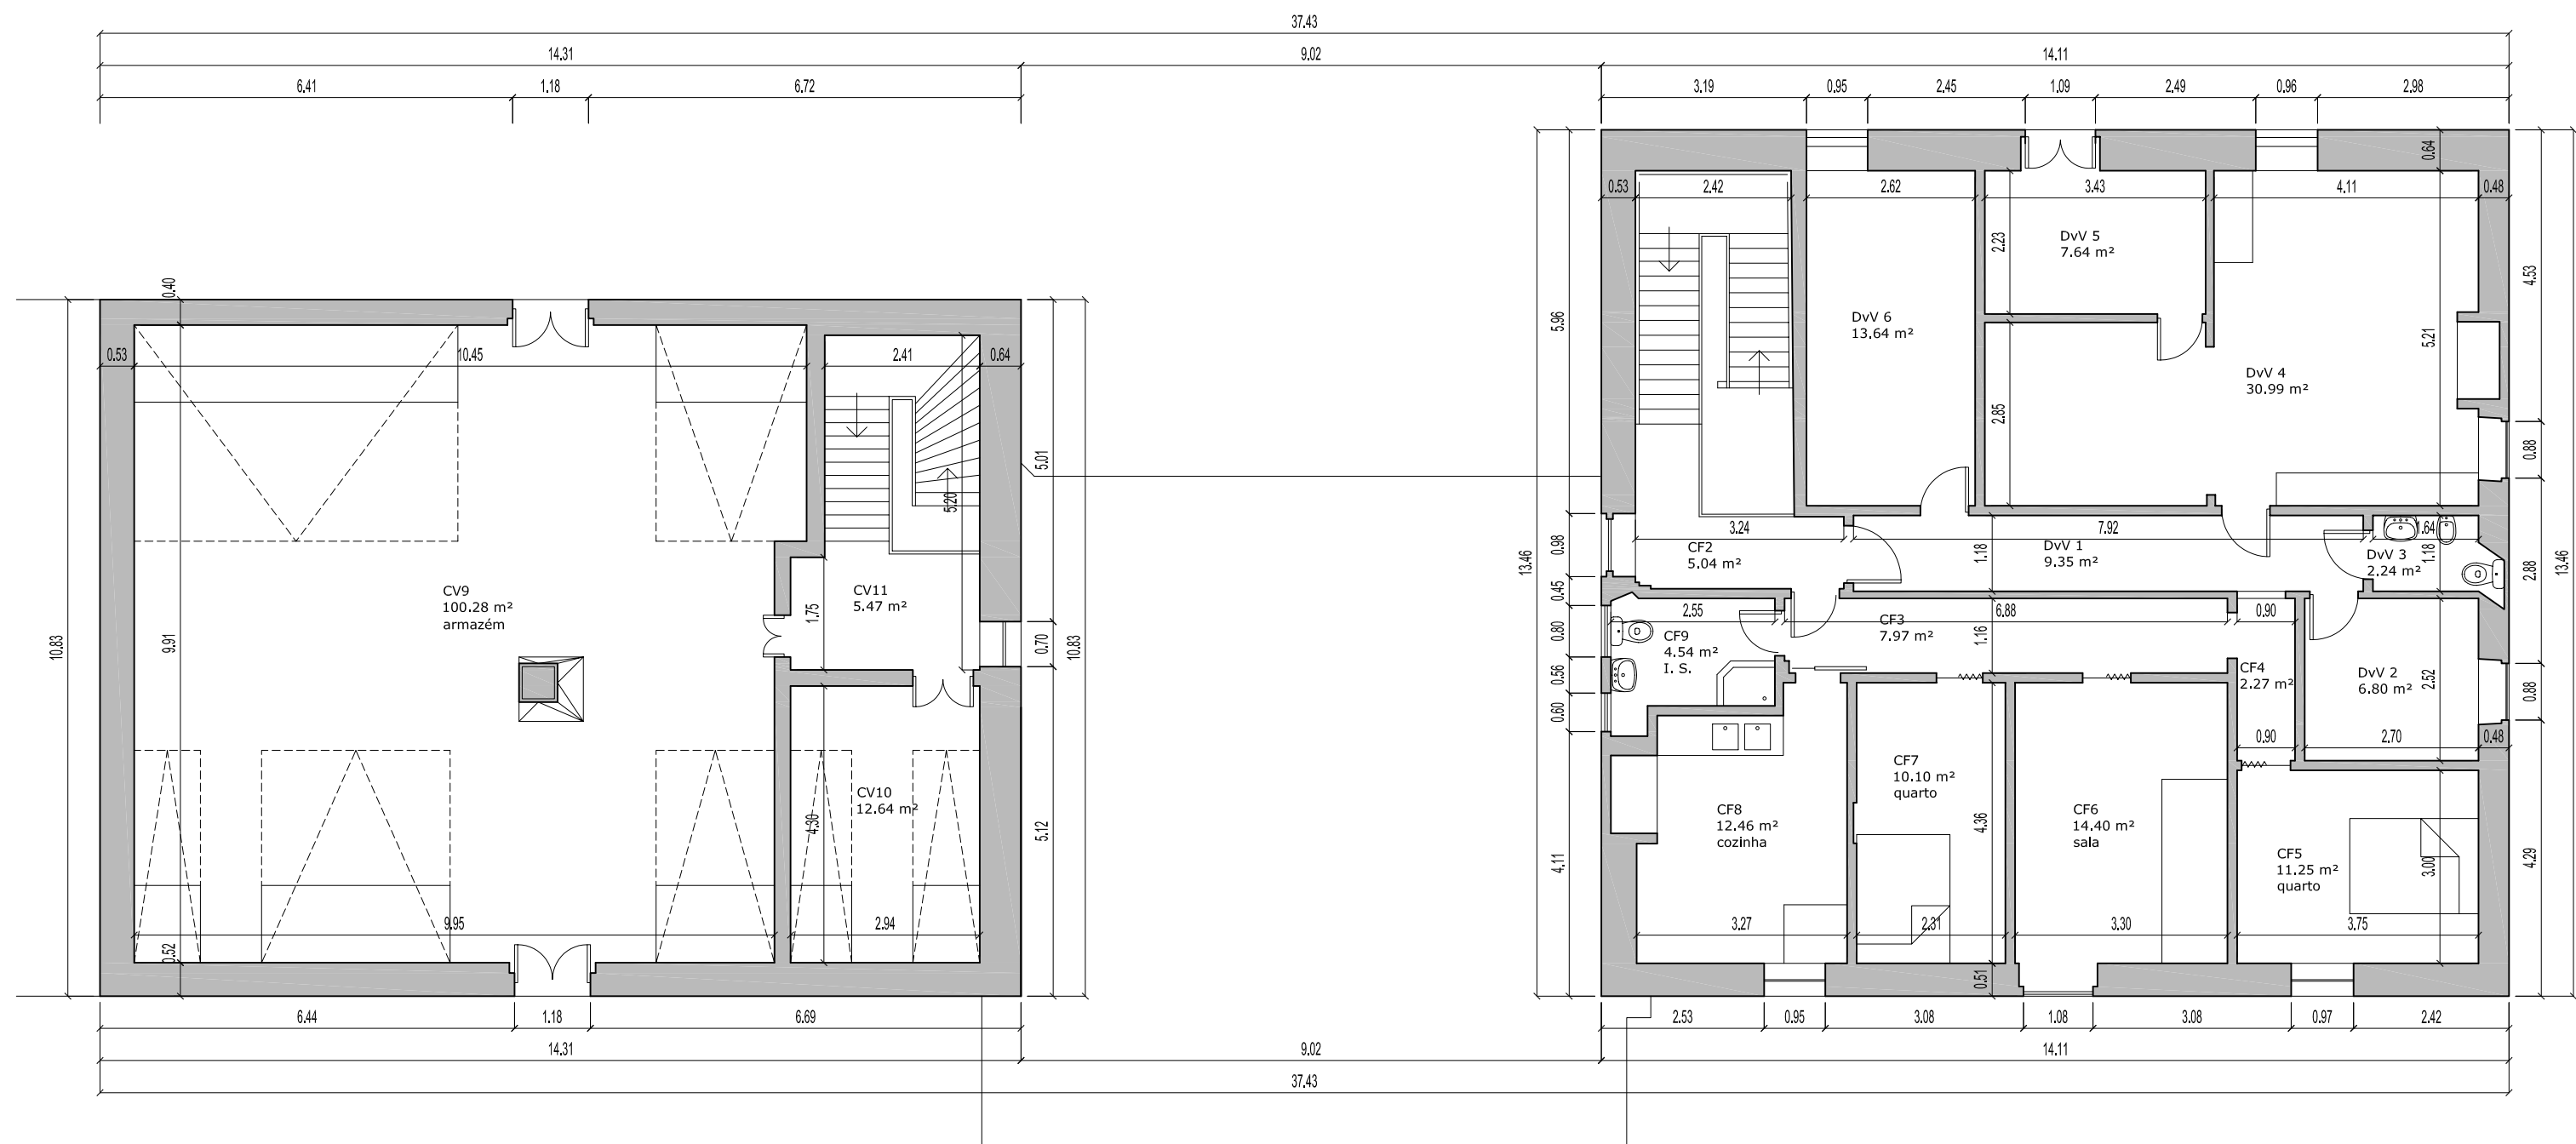 37.43
14.31 9.02 14.11
6.41 1.18 6.72 3.19 0.95 2.45 1.09 2.49 0.96 2.98
0.64
0.53 2.42 2.62 3.43 4.11 0.48
DvV 5
7.64 m²
2.23
4.53
0.40
DvV 6
13.64 m²
5.96
5.21
0.53 10.45 2.41 0.64
DvV 4
30.99 m²
2.85
0.88
5.01
5.20
3.24 7.92 1.64
CF2
5.04 m²
0.98
1.18
DvV 1
9.35 m²
DvV 3
2.24 m²
1.18
2.88
13.46
13.46
CV9
100.28 m²
armazém
CV11
5.47 m²
1.75
0.45
2.55 6.88 0.90
CF3
7.97 m²
1.16
CF9
4.54 m²
I. S.
0.80
0.56
0.60
10.83
9.91
0.70
10.83
CF4
2.27 m²
DvV 2
6.80 m²
2.52
0.88
0.90 2.70 0.48
CF7
10.10 m²
quarto
CV10
12.64 m²
4.30
CF8
12.46 m²
cozinha
4.36
CF6
14.40 m²
sala
5.12
4.11
CF5
11.25 m²
quarto
3.00
4.29
9.95 2.94 3.27 2.31 3.30 3.75
0.52
0.51
6.44 1.18 6.69 2.53 0.95 3.08 1.08 3.08 0.97 2.42
14.31 9.02 14.11
37.43